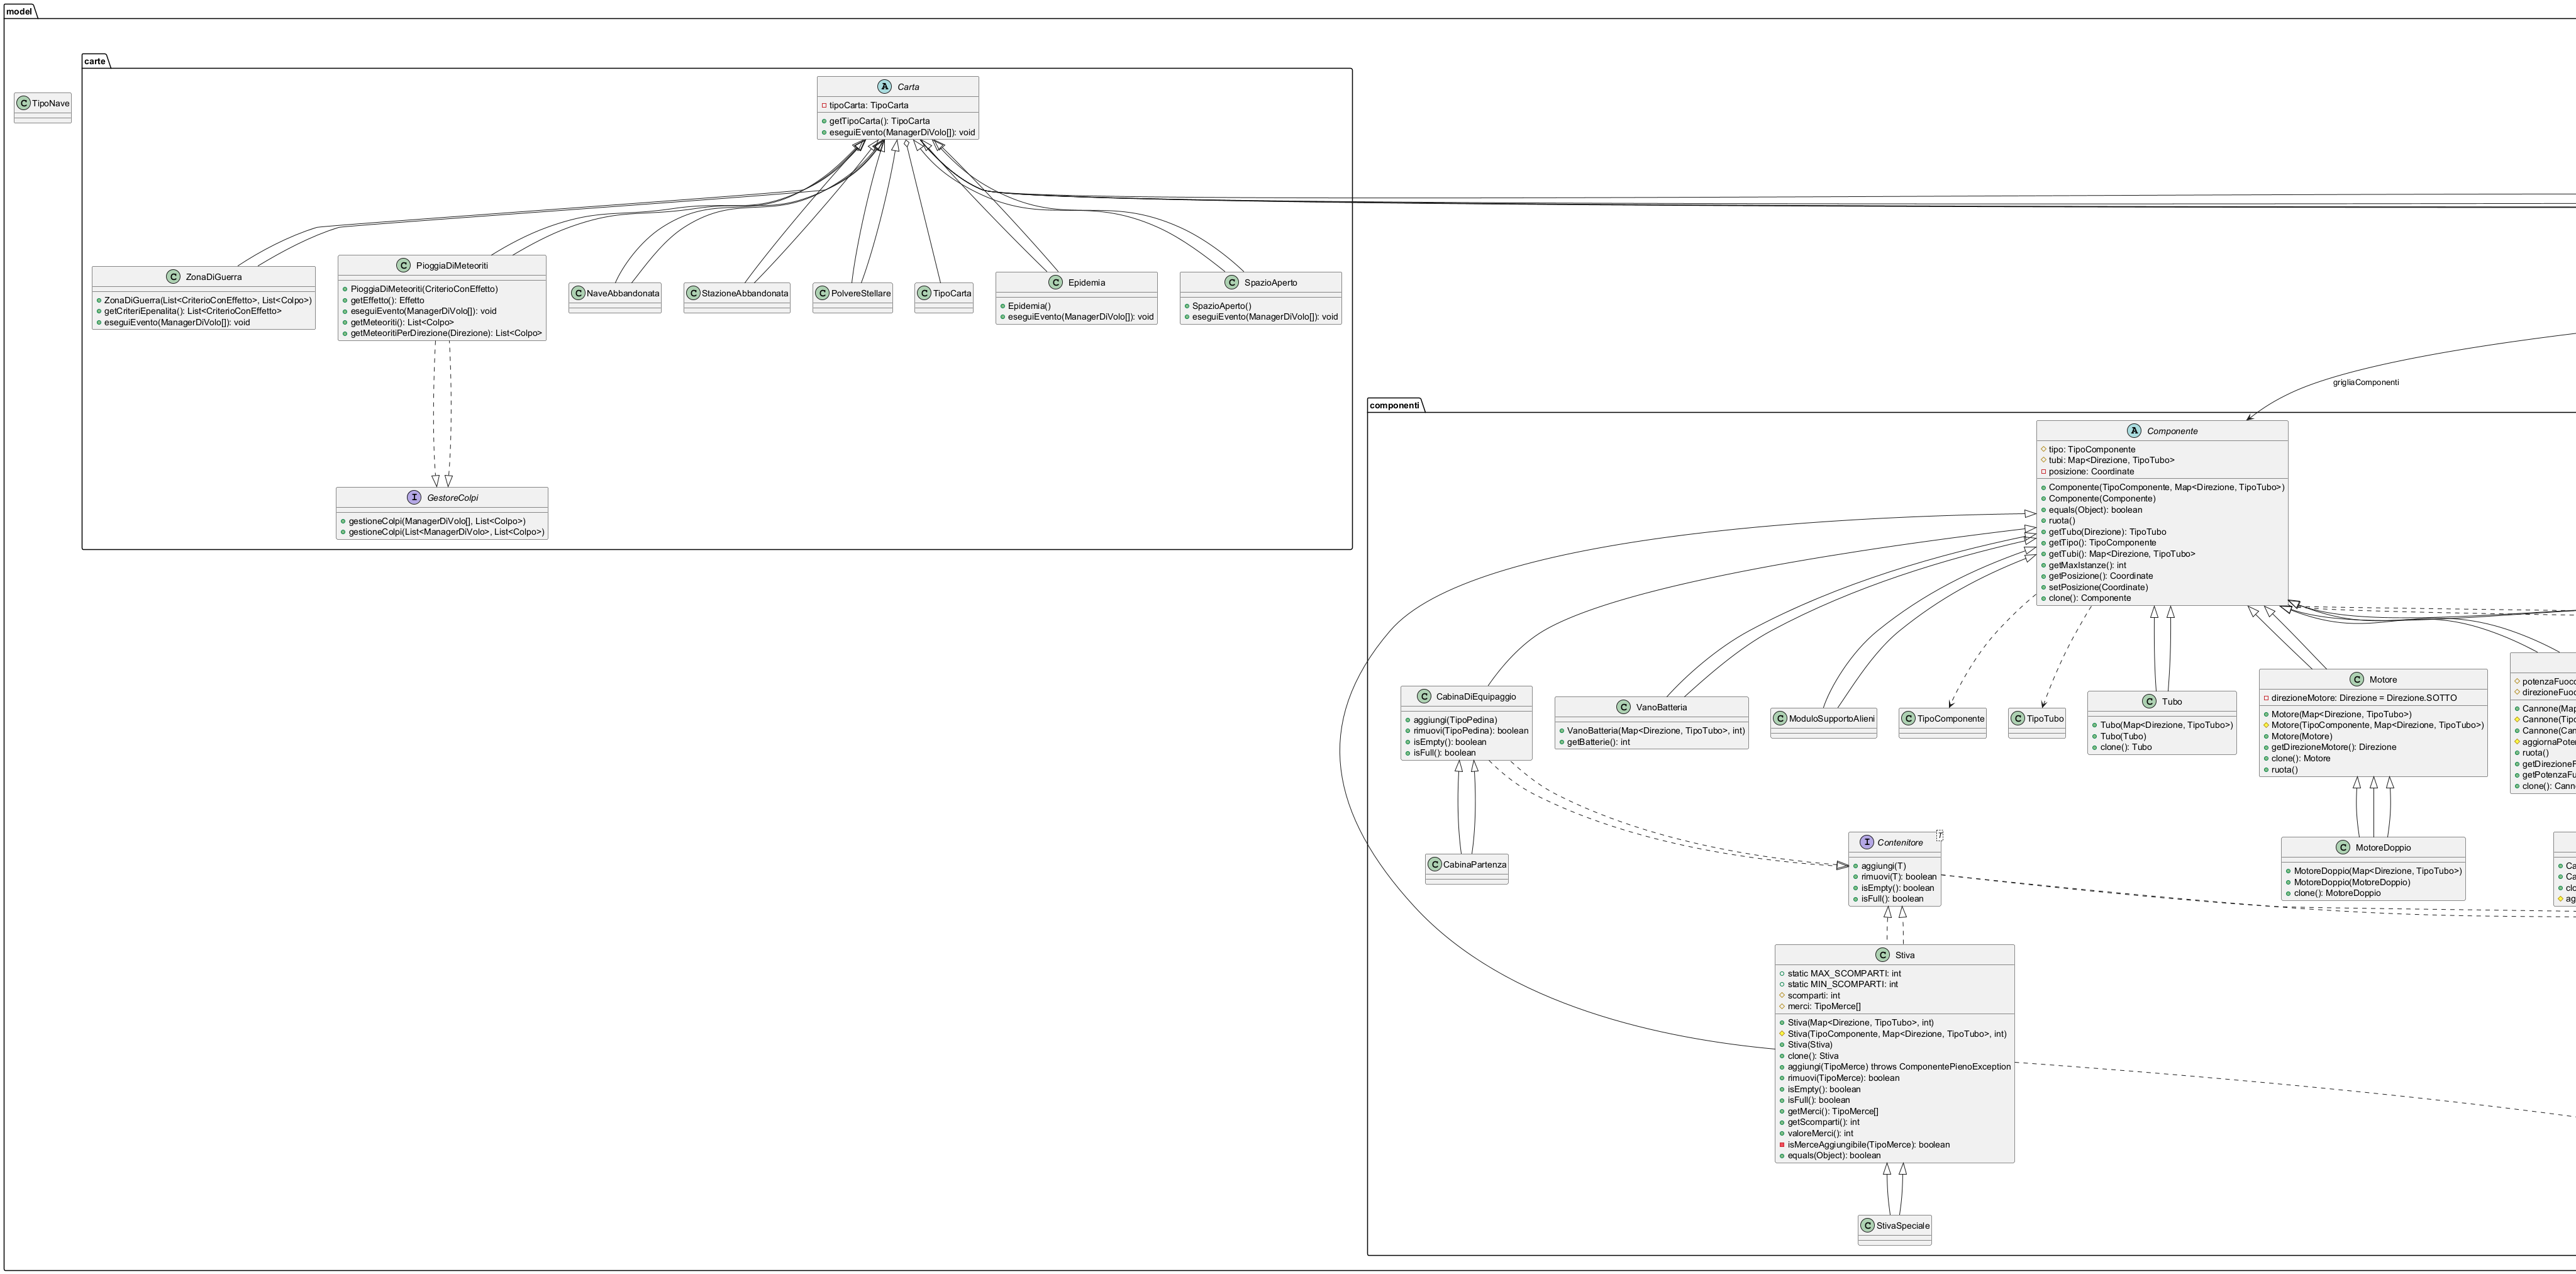 model
carte
TipoNave
Carta
tipoCarta: TipoCarta
getTipoCarta(): TipoCarta
eseguiEvento(ManagerDiVolo[]): void
ZonaDiGuerra
ZonaDiGuerra(List<CriterioConEffetto>, List<Colpo>)
getCriteriEpenalita(): List<CriterioConEffetto>
eseguiEvento(ManagerDiVolo[]): void
PioggiaDiMeteoriti
PioggiaDiMeteoriti(CriterioConEffetto)
getEffetto(): Effetto
eseguiEvento(ManagerDiVolo[]): void
getMeteoriti(): List<Colpo>
getMeteoritiPerDirezione(Direzione): List<Colpo>
NaveAbbandonata
StazioneAbbandonata
PolvereStellare
TipoCarta
Epidemia
Epidemia()
eseguiEvento(ManagerDiVolo[]): void
SpazioAperto
SpazioAperto()
eseguiEvento(ManagerDiVolo[]): void
GestoreColpi
gestioneColpi(ManagerDiVolo[], List<Colpo>)
gestioneColpi(List<ManagerDiVolo>, List<Colpo>)
grigliaComponenti
componenti
Componente
tipo: TipoComponente
tubi: Map<Direzione, TipoTubo>
posizione: Coordinate
Componente(TipoComponente, Map<Direzione, TipoTubo>)
Componente(Componente)
equals(Object): boolean
ruota()
getTubo(Direzione): TipoTubo
getTipo(): TipoComponente
getTubi(): Map<Direzione, TipoTubo>
getMaxIstanze(): int
getPosizione(): Coordinate
setPosizione(Coordinate)
clone(): Componente
CabinaDiEquipaggio
aggiungi(TipoPedina)
rimuovi(TipoPedina): boolean
isEmpty(): boolean
isFull(): boolean
VanoBatteria
VanoBatteria(Map<Direzione, TipoTubo>, int)
getBatterie(): int
ModuloSupportoAlieni
TipoComponente
TipoTubo
Tubo
Tubo(Map<Direzione, TipoTubo>)
Tubo(Tubo)
clone(): Tubo
Motore
direzioneMotore: Direzione = Direzione.SOTTO
Motore(Map<Direzione, TipoTubo>)
Motore(TipoComponente, Map<Direzione, TipoTubo>)
Motore(Motore)
getDirezioneMotore(): Direzione
clone(): Motore
ruota()
potenzaFuoco
direzioneFuoc
Cannone(Map
Cannone(Tipo
Cannone(Can
aggiornaPoten
ruota()
getDirezioneF
getPotenzaFu
clone(): Canno
CabinaPartenza
Contenitore
T
aggiungi(T)
rimuovi(T): boolean
isEmpty(): boolean
isFull(): boolean
MotoreDoppio
MotoreDoppio(Map<Direzione, TipoTubo>)
MotoreDoppio(MotoreDoppio)
clone(): MotoreDoppio
Ca
Ca
clo
ag
Stiva
static MAX_SCOMPARTI: int
static MIN_SCOMPARTI: int
scomparti: int
merci: TipoMerce[]
Stiva(Map<Direzione, TipoTubo>, int)
Stiva(TipoComponente, Map<Direzione, TipoTubo>, int)
Stiva(Stiva)
clone(): Stiva
aggiungi(TipoMerce) throws ComponentePienoException
rimuovi(TipoMerce): boolean
isEmpty(): boolean
isFull(): boolean
getMerci(): TipoMerce[]
getScomparti(): int
valoreMerci(): int
isMerceAggiungibile(TipoMerce): boolean
equals(Object): boolean
StivaSpeciale